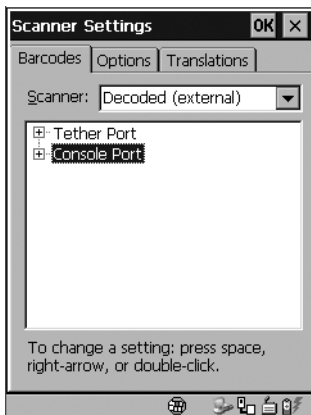 Scanner Settings OK
Barcodes Options Translations
Scanner: Decoded (external)
Tether Port
Console Port
To change a setting: press space,
right-arrow, or double-click.